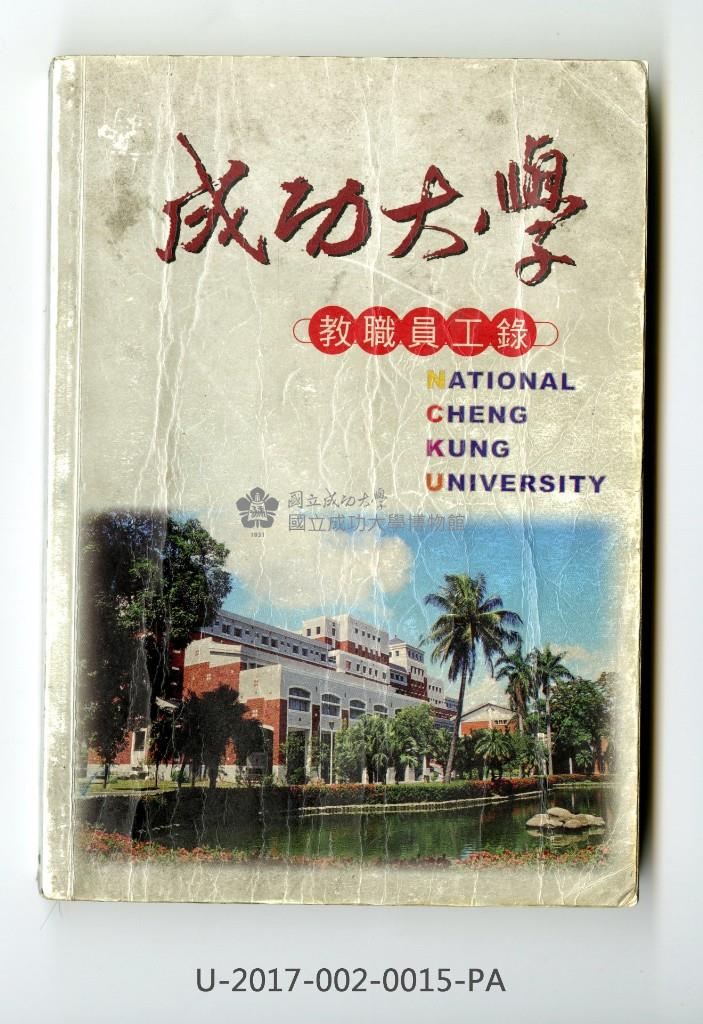 成功大學
教職員工錄
NATIONAL
CHENG
KUNG
UNIVERSITY
國立成功大學
國立成功大學博物館
1931
U-2017-002-0015-PA